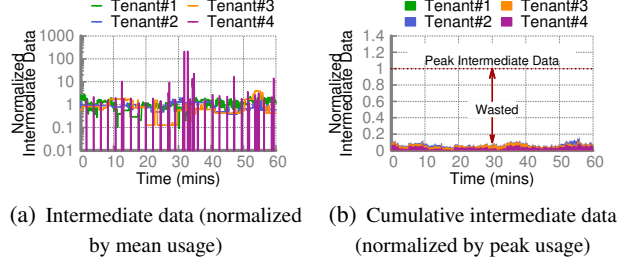 Tenant#1 Tenant#3
Tenant#2 Tenant#4
Normalized
Intermediate Data
1000
100
10
1
0.1
0.01
0 10 20 30 40 50 60
Time (mins)
(a) Intermediate data (normalized
by mean usage)
Tenant#1 Tenant#3
Tenant#2 Tenant#4
Normalized
Intermediate Data
1.4
1.2
1
0.8
0.6
0.4
0.2
0
Peak Intermediate Data
Wasted
0 10 20 30 40 50 60
Time (mins)
(b) Cumulative intermediate data
(normalized by peak usage)